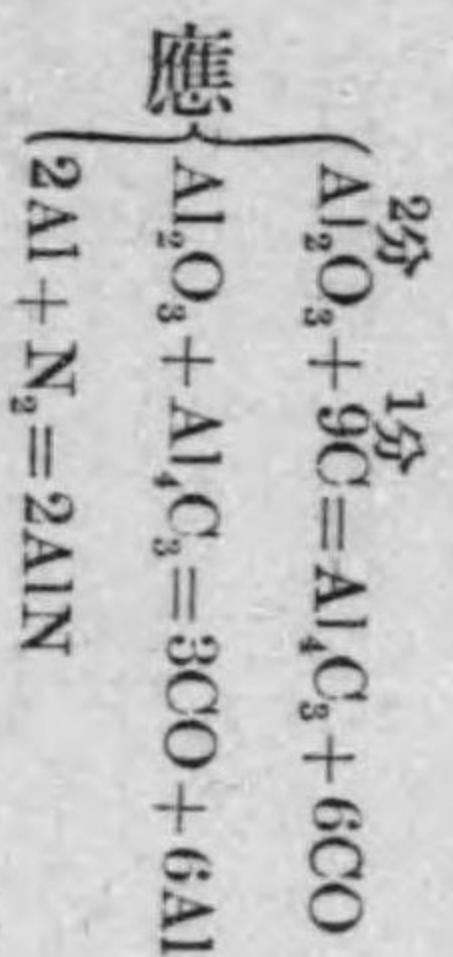 應
2分 1分
Al₂O₃+9C=Al₄C₃+6CO
Al₂O₃+Al₄C₃=3CO+6Al
2Al+N₂=2AlN